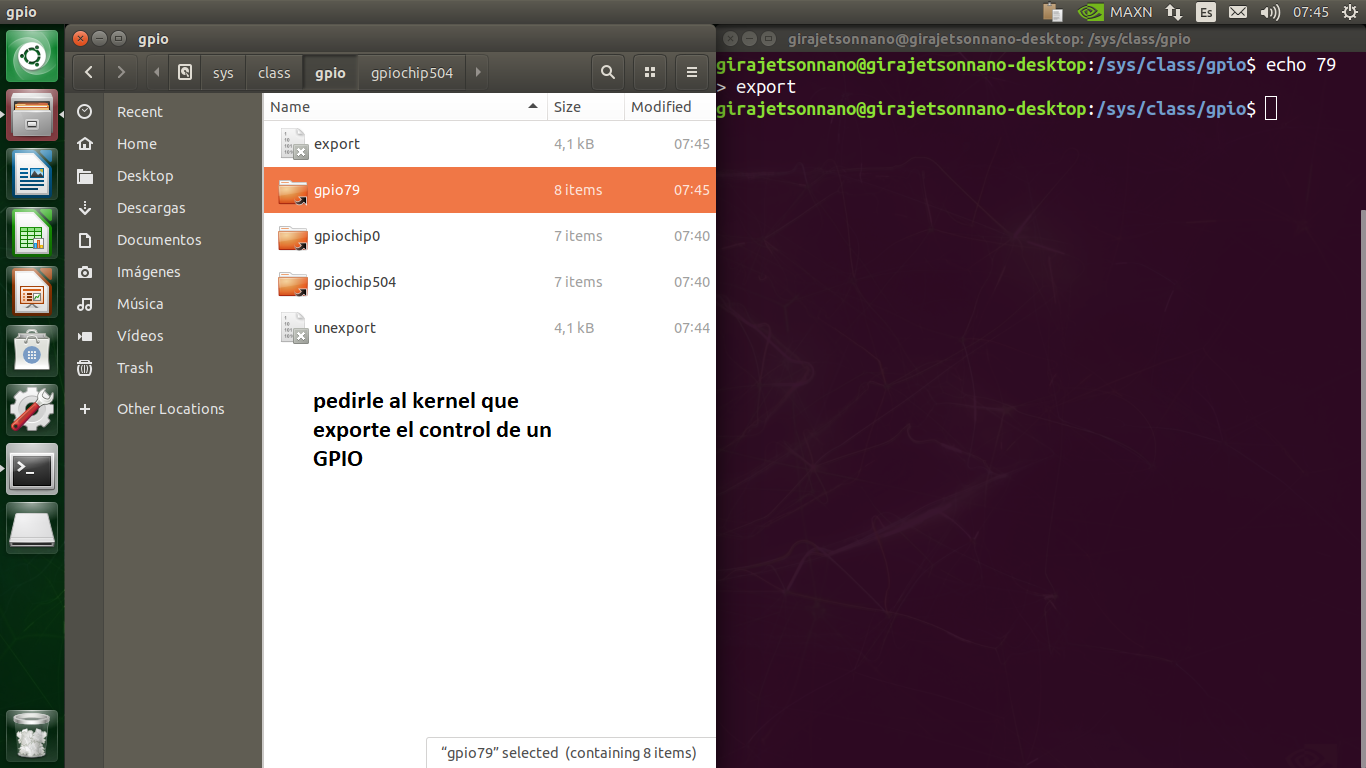 gpio
MAXN
Es
07:45
gpio
sys
class
gpio
gpiochip504
Recent
Home
Desktop
Descargas
Documentos
Imágenes
Música
Vídeos
Trash
Other Locations
Name Size Modified
export 4,1 kB 07:45
gpio79 8 items 07:45
gpiochip0 7 items 07:40
gpiochip504 7 items 07:40
unexport 4,1 kB 07:44
pedirle al kernel que
exporte el control de un
GPIO
“gpio79” selected (containing 8 items)
girajetsonnano@girajetsonnano-desktop: /sys/class/gpio
girajetsonnano@girajetsonnano-desktop:/sys/class/gpio$ echo 79
> export
girajetsonnano@girajetsonnano-desktop:/sys/class/gpio$